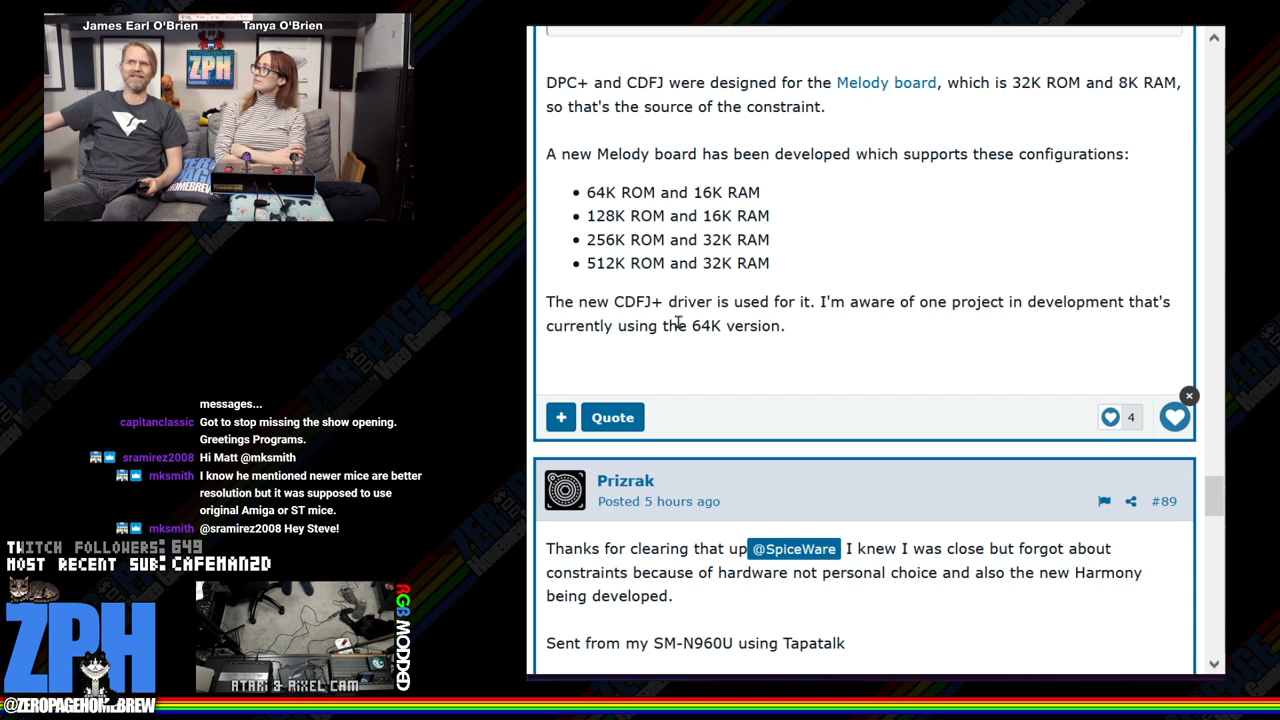 James Earl O'Brien
Tanya O'Brien
ZPH
DPC+ and CDFJ were designed for the Melody board, which is 32K ROM and 8K RAM,
so that's the source of the constraint.
A new Melody board has been developed which supports these configurations:
• 64K ROM and 16K RAM
• 128K ROM and 16K RAM
• 256K ROM and 32K RAM
• 512K ROM and 32K RAM
The new CDFJ+ driver is used for it. I'm aware of one project in development that's
currently using the 64K version.
+ Quote
4
Prizrak
Posted 5 hours ago
#89
Thanks for clearing that up @SpiceWare I knew I was close but forgot about
constraints because of hardware not personal choice and also the new Harmony
being developed.
Sent from my SM-N960U using Tapatalk
messages...
capitanclassic Got to stop missing the show opening.
Greetings Programs.
sramirez2008 Hi Matt @mksmith
mksmith I know he mentioned newer mice are better
resolution but it was supposed to use
original Amiga or ST mice.
mksmith @sramirez2008 Hey Steve!
TWITCH FOLLOWERS: 649
MOST RECENT SUB: CAFEMAN2D
ZPH
@ZEROPAGEHOMEBREW
RGB MODDED
ATARI & PIXEL CAM